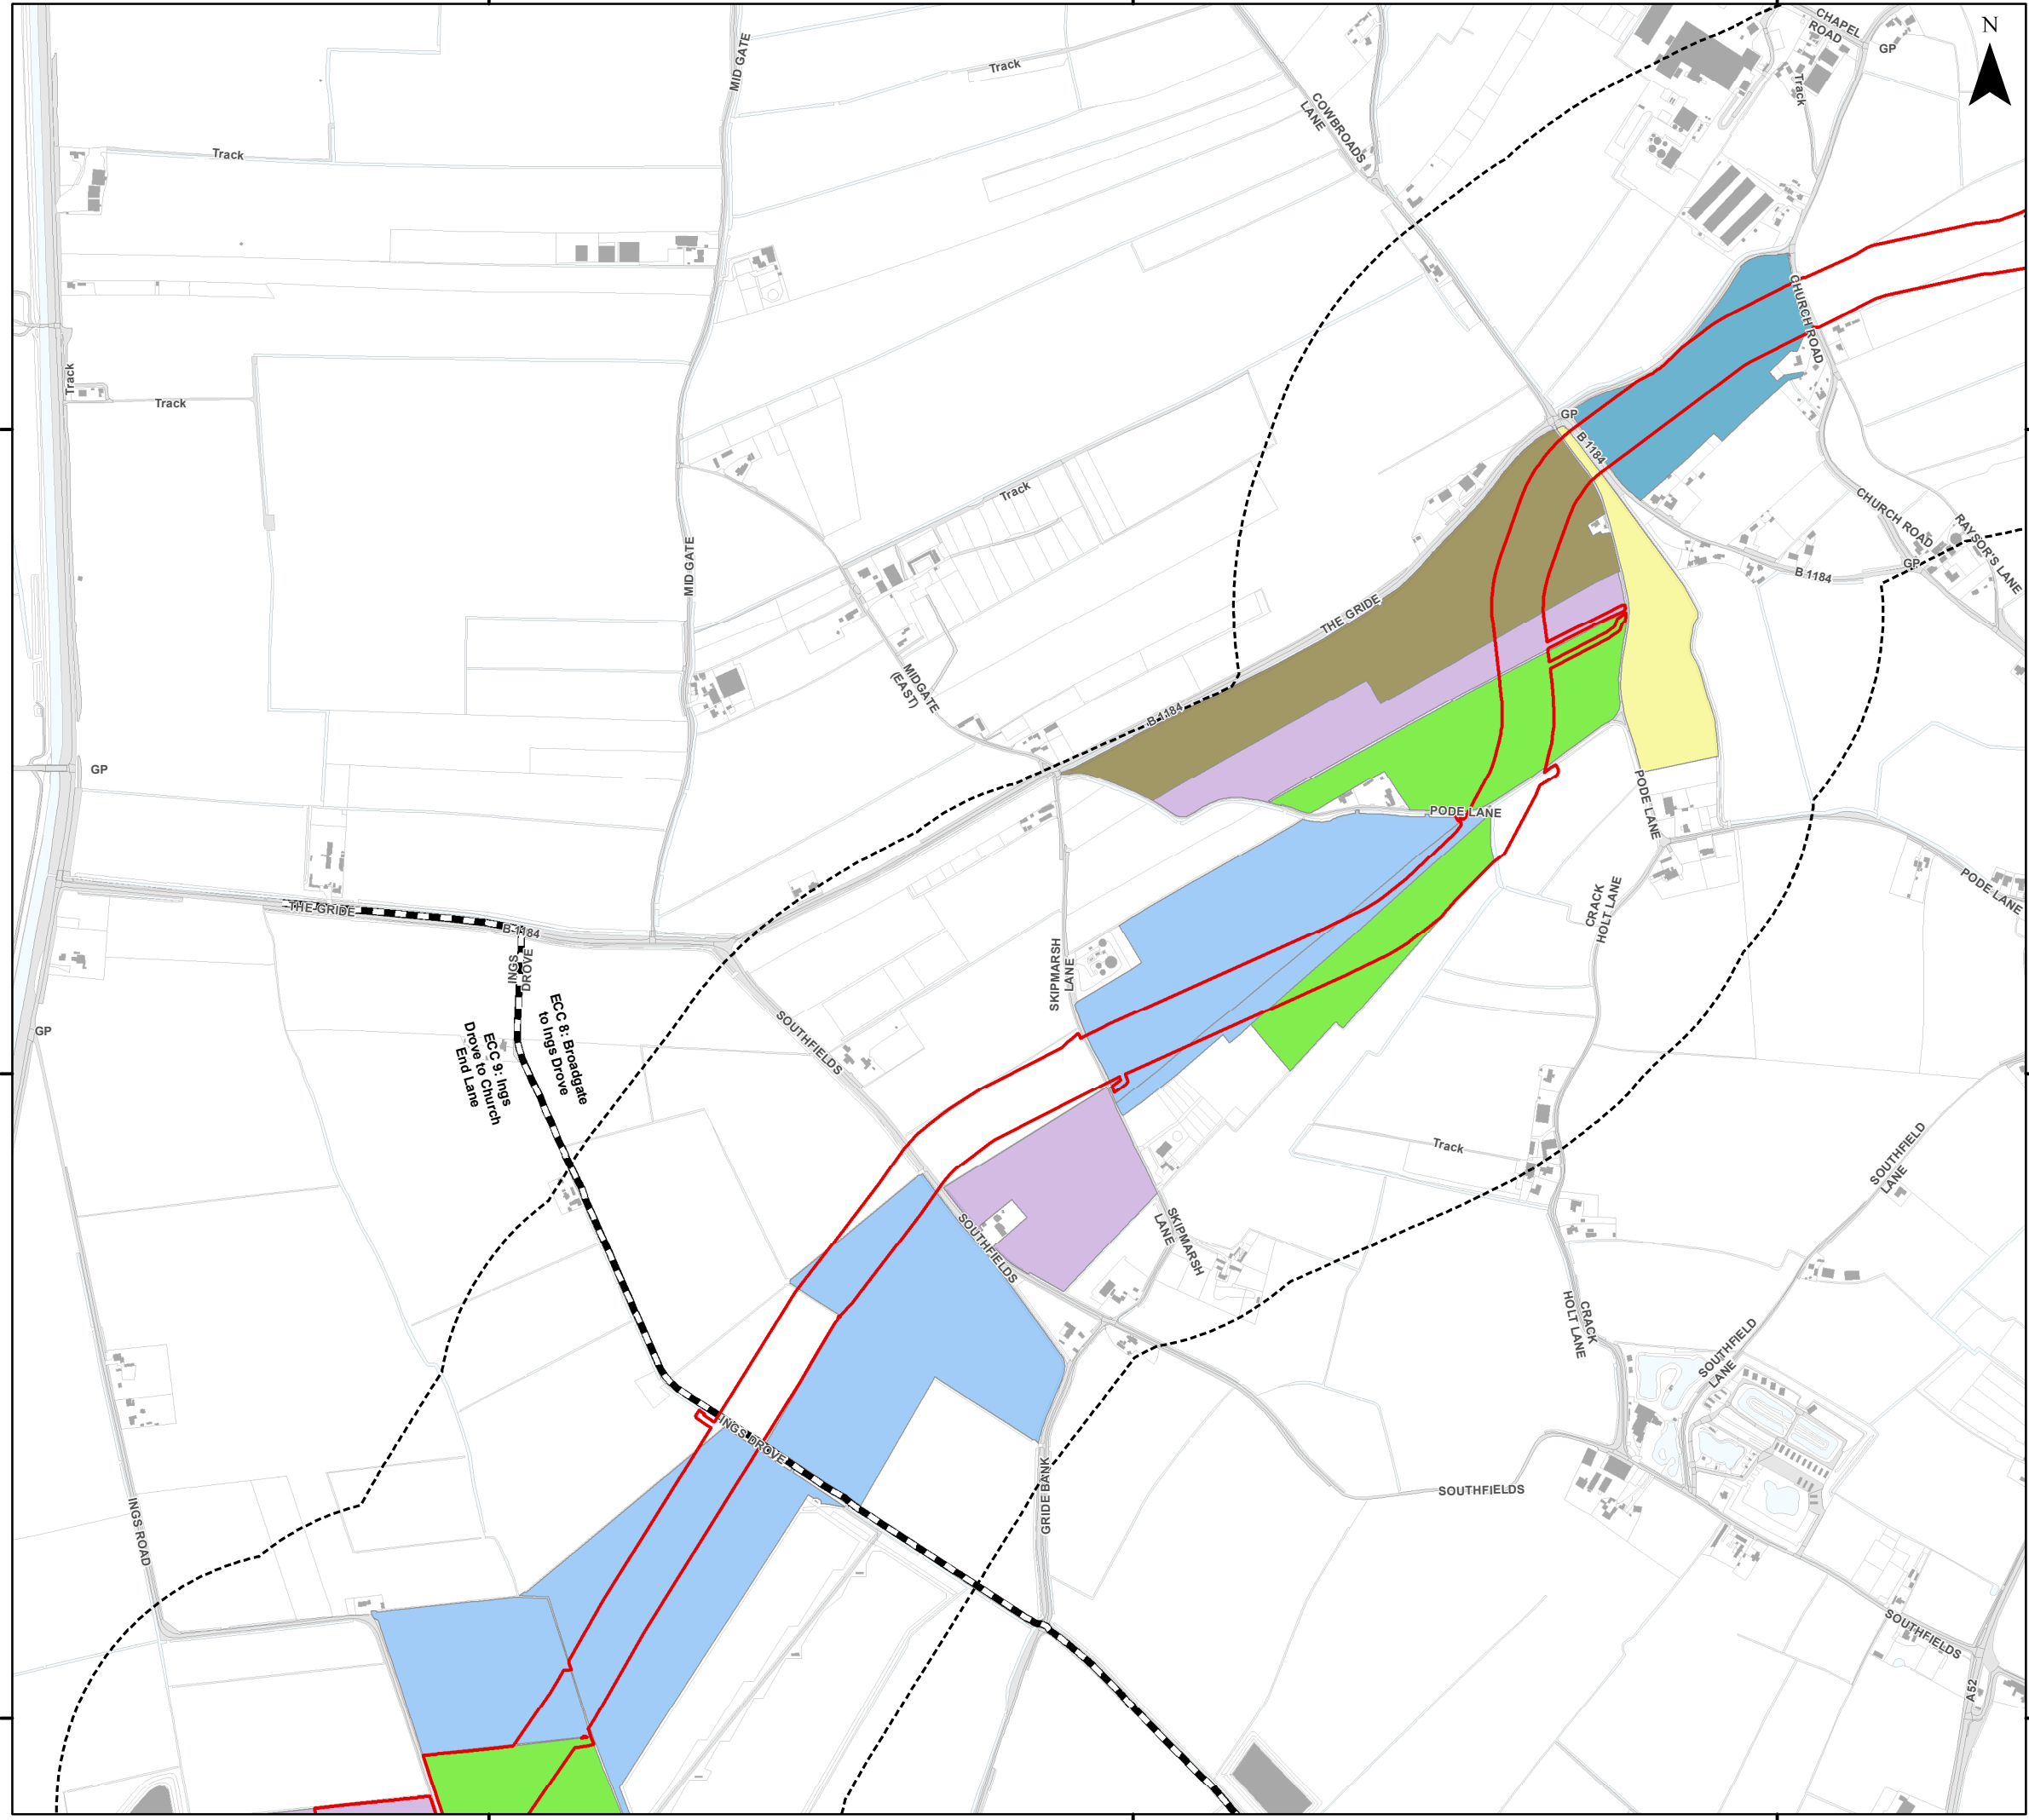 CHAPEL
ROAD
GP
N
MID GATE
Track
Track
COWBROADS
LANE
Track
CHURCH ROAD
Track
Track
GP
B 1184
Track
CHURCH ROAD
RAYSOR'S LANE
GP
B 1184
MID GATE
THE GRIDE
MIDGATE
(EAST)
B 1184
GP
PODE LANE
PODE LANE
PODE LANE
CRACK
HOLT LANE
THE GRIDE
B 1184
INGS
DROVE
SKIPMARSH
LANE
GP
SOUTHFIELDS
ECC 8: Broadgate
to Ings Drove
ECC 9: Ings
Drove to Church
End Lane
Track
SOUTHFIELD
LANE
SOUTHFIELDS
SKIPMARSH
LANE
CRACK
HOLT LANE
SOUTHFIELD
LANE
INGS DROVE
GRIDE BANK
SOUTHFIELDS
INGS ROAD
SOUTHFIELDS
A52